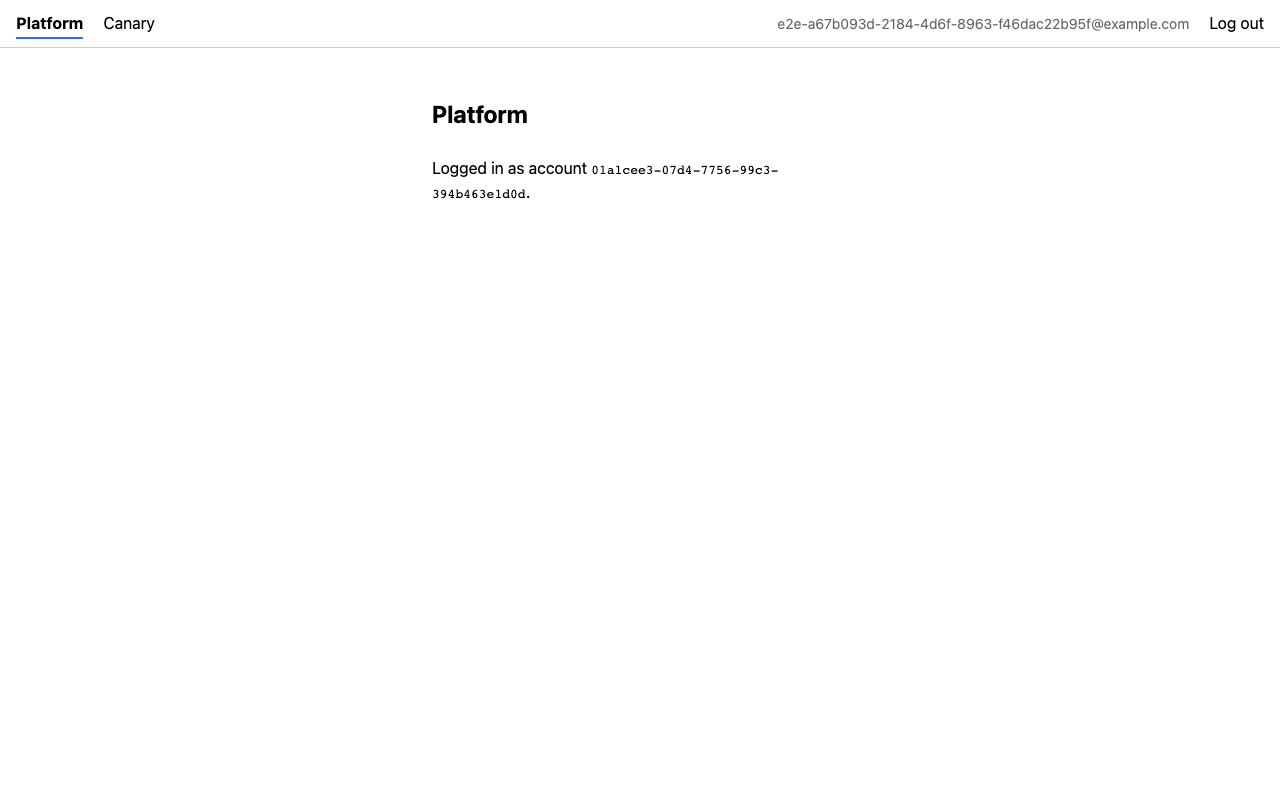 Platform Canary e2e-a67b093d-2184-4d6f-8963-f46dac22b95f@example.com Log out
Platform
Logged in as account 01a1cee3-07d4-7756-99c3-
394b463e1d0d.